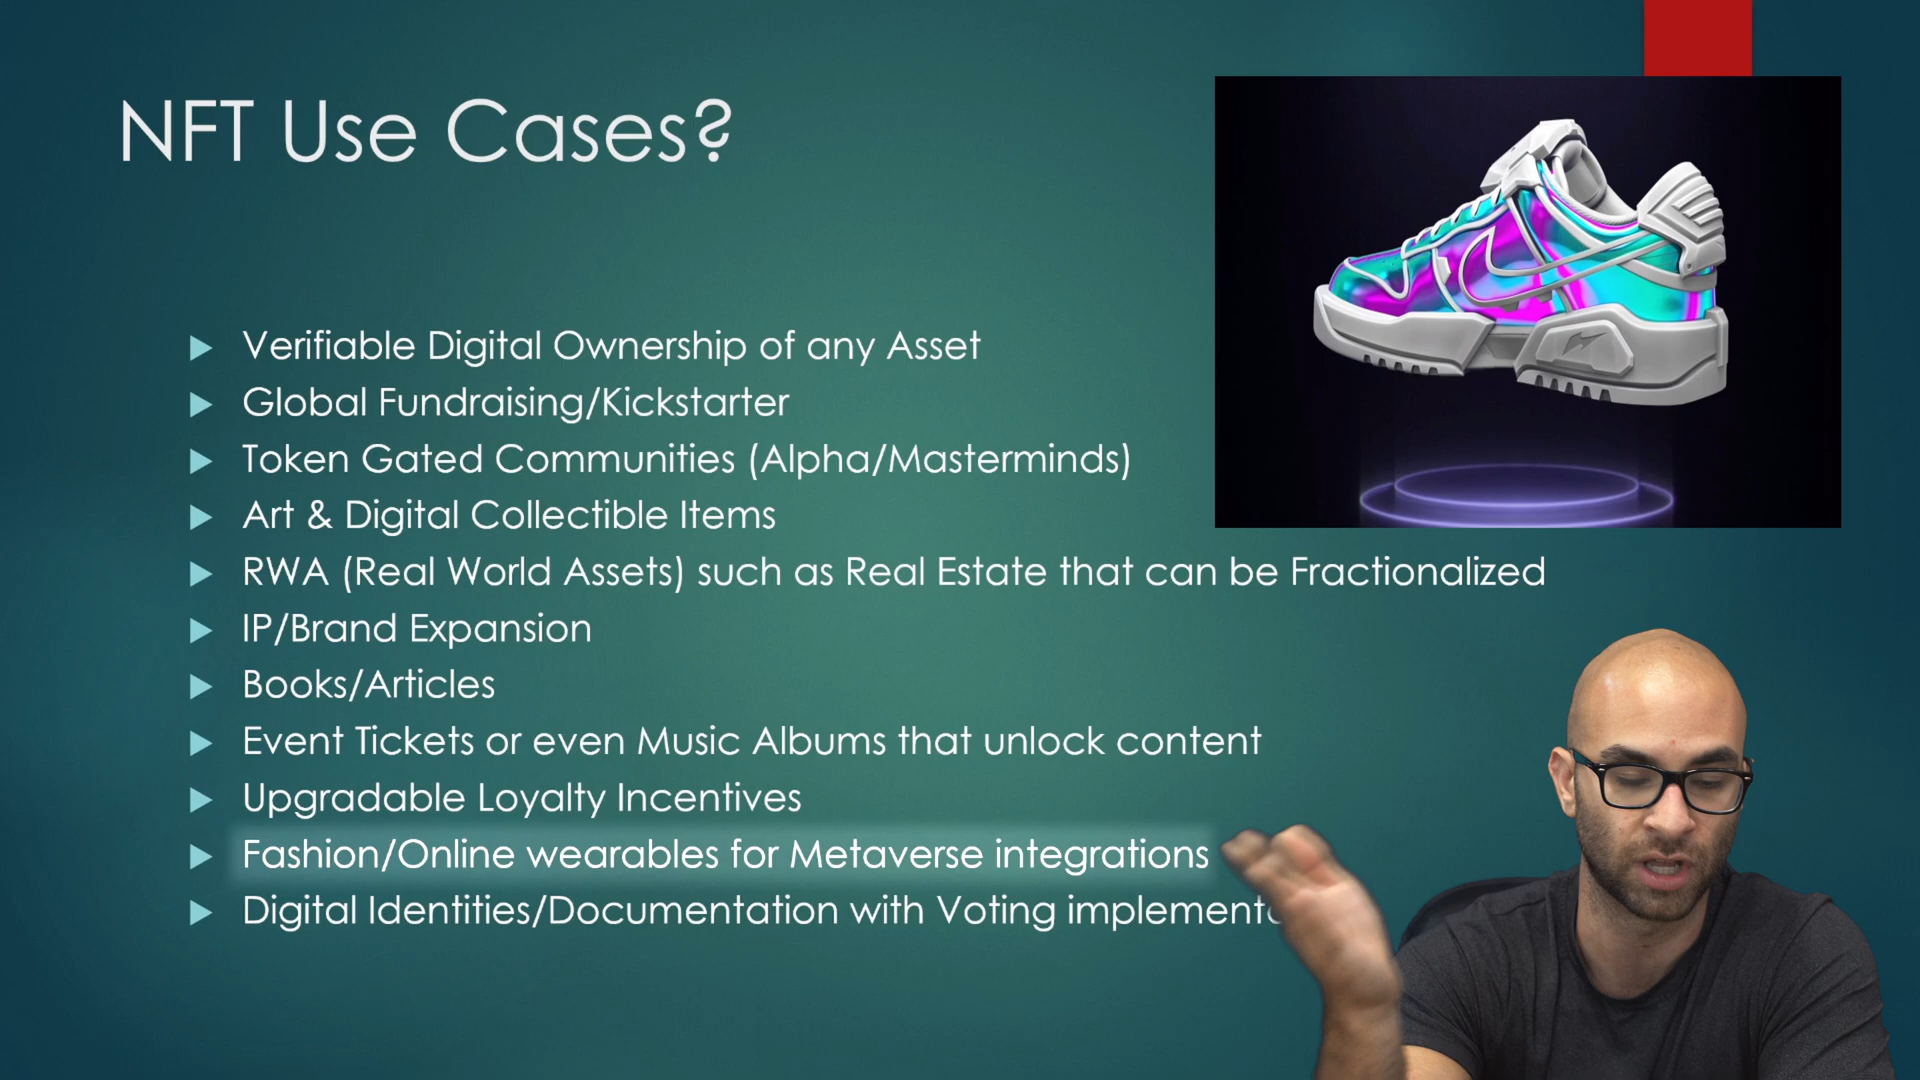 NFT Use Cases?
Verifiable Digital Ownership of any Asset
Global Fundraising/Kickstarter
Token Gated Communities (Alpha/Masterminds)
Art & Digital Collectible Items
RWA (Real World Assets) such as Real Estate that can be Fractionalized
IP/Brand Expansion
Books/Articles
Event Tickets or even Music Albums that unlock content
Upgradable Loyalty Incentives
Fashion/Online wearables for Metaverse integrations
Digital Identities/Documentation with Voting